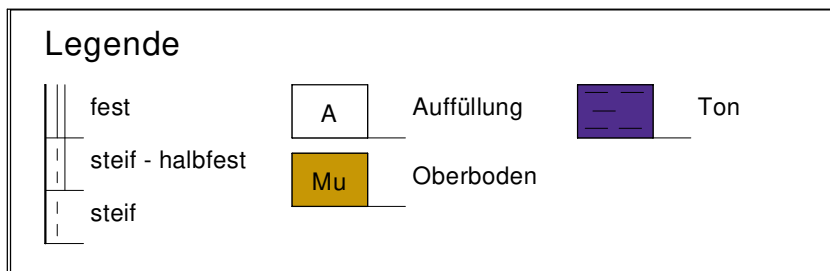 Legende
fest
steif - halbfest
steif
A Auffüllung
Mu Oberboden
Ton